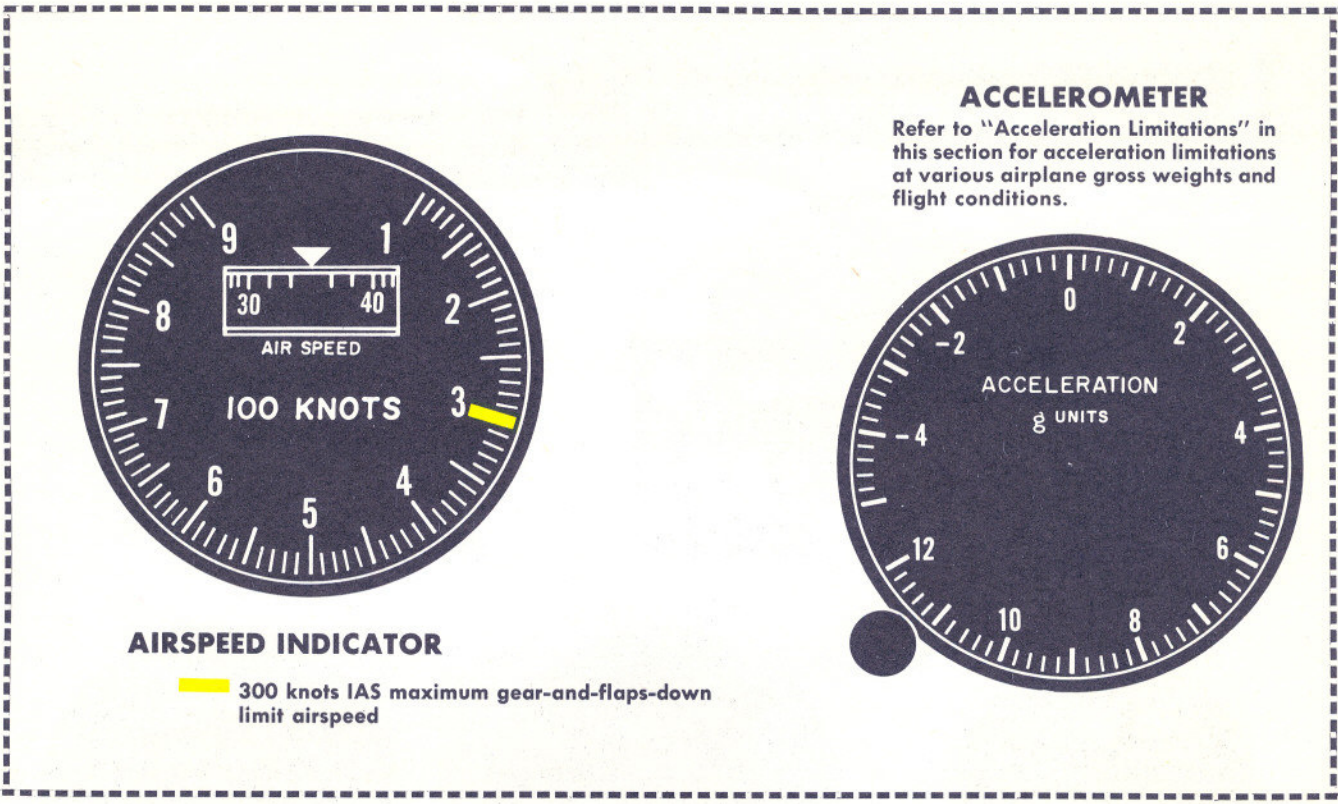 ACCELEROMETER
Refer to "Acceleration Limitations" in
this section for acceleration limitations
at various airplane gross weights and
flight conditions.
9
1
8
30
40
2
AIR SPEED
7
100 KNOTS
3
6
4
5
0
-2
2
ACCELERATION
g UNITS
-4
4
12
6
10
8
AIRSPEED INDICATOR
300 knots IAS maximum gear-and-flaps-down
limit airspeed